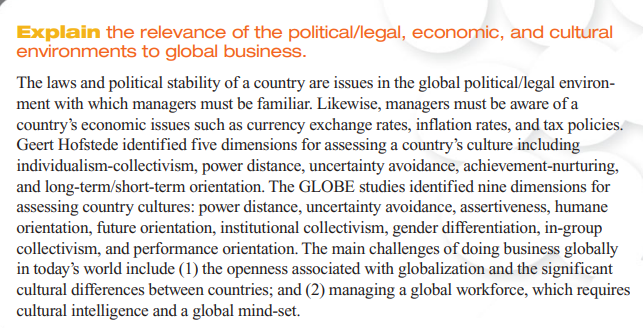 Explain the relevance of the political/legal, economic, and cultural
environments to global business.
The laws and political stability of a country are issues in the global political/legal environ-
ment with which managers must be familiar. Likewise, managers must be aware of a
country's economic issues such as currency exchange rates, inflation rates, and tax policies.
Geert Hofstede identified five dimensions for assessing a country's culture including
individualism-collectivism, power distance, uncertainty avoidance, achievement-nurturing,
and long-term/short-term orientation. The GLOBE studies identified nine dimensions for
assessing country cultures: power distance, uncertainty avoidance, assertiveness, humane
orientation, future orientation, institutional collectivism, gender differentiation, in-group
collectivism, and performance orientation. The main challenges of doing business globally
in today's world include (1) the openness associated with globalization and the significant
cultural differences between countries; and (2) managing a global workforce, which requires
cultural intelligence and a global mind-set.